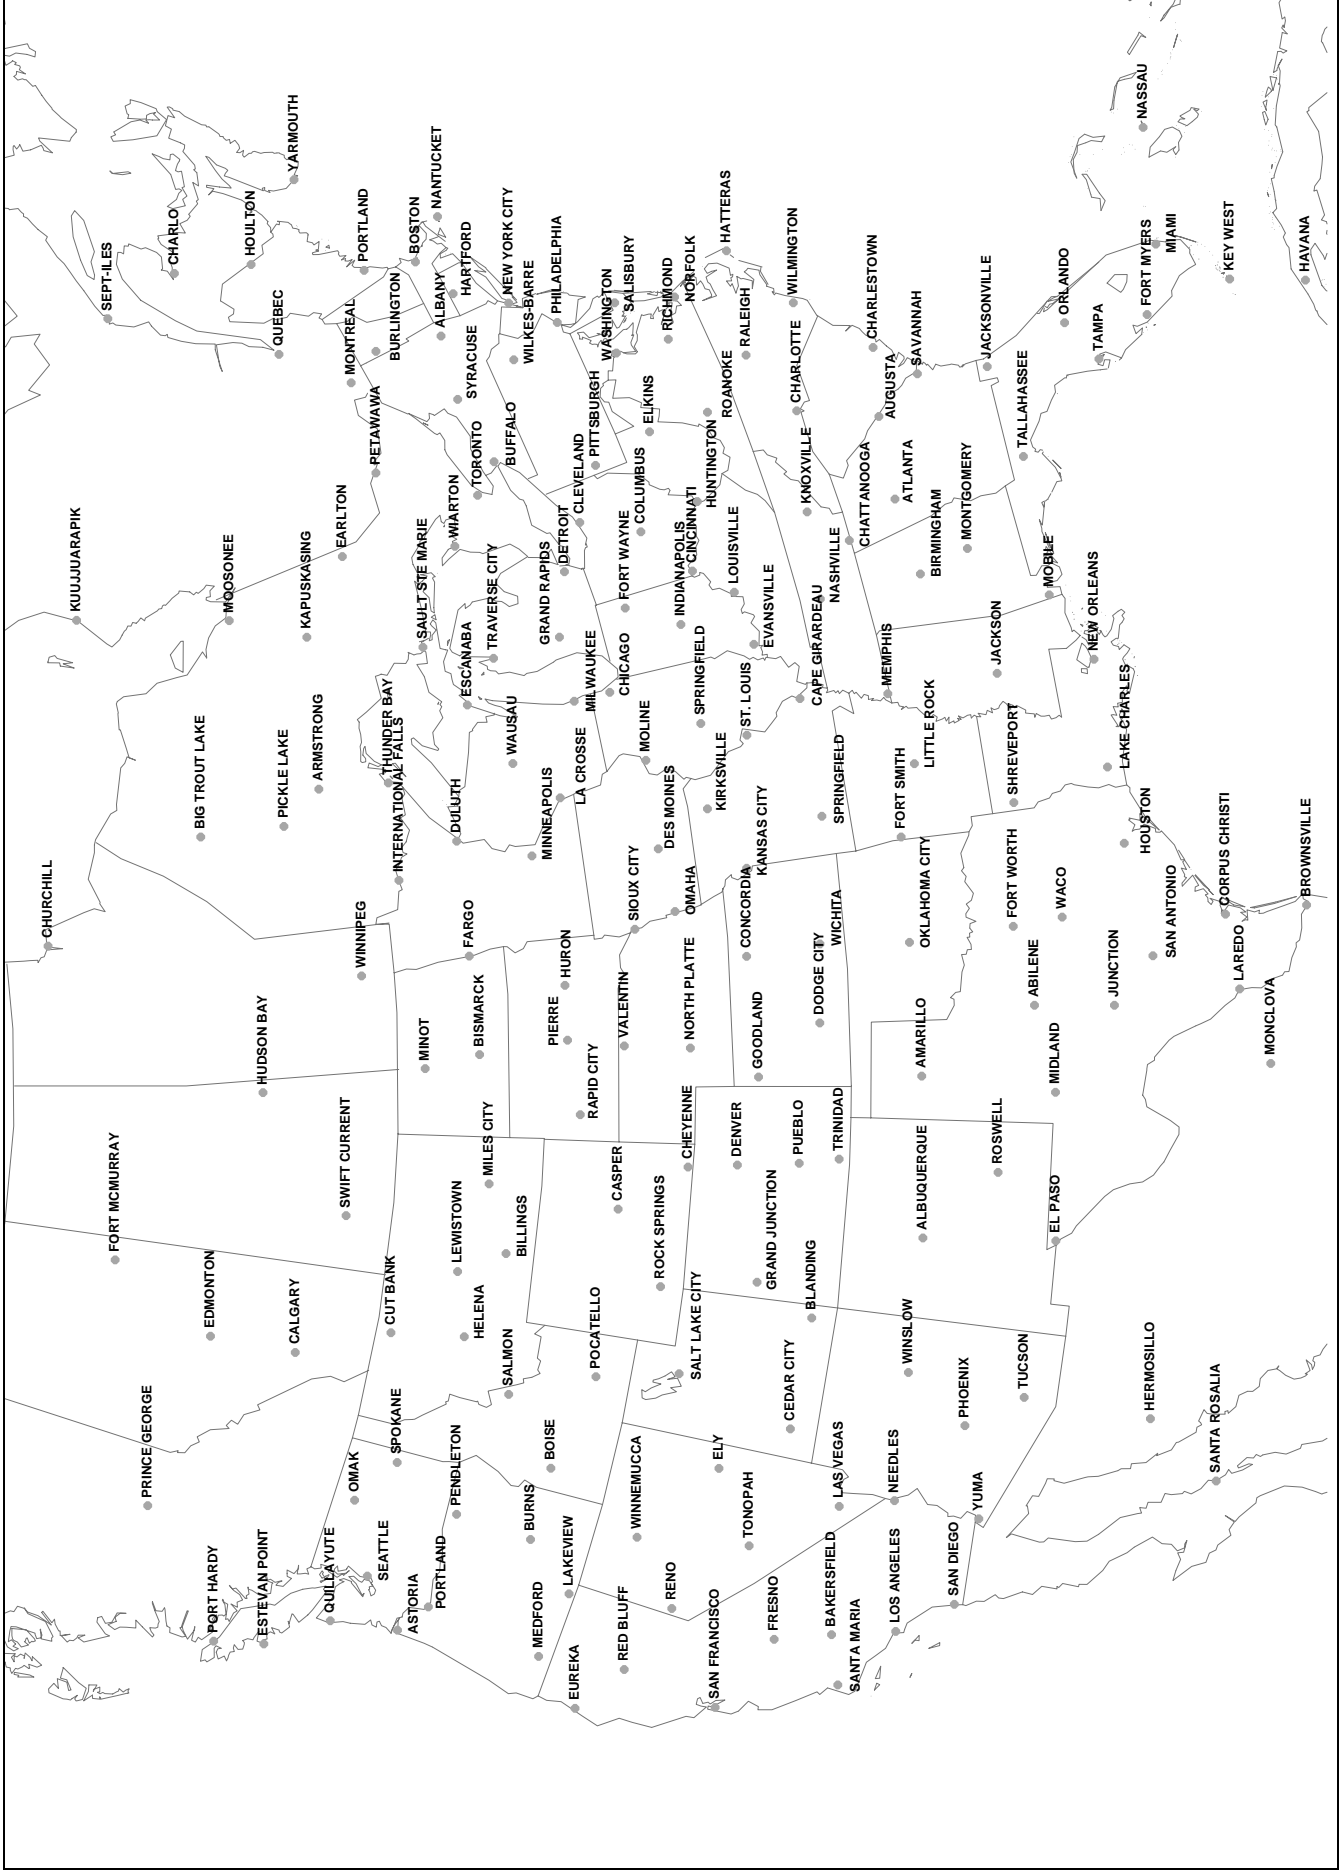 CHURCHILL
KUUJJUARAPIK
SEPT-ILES
FORT MCMURRAY
PRINCE GEORGE
CHARLO
BIG TROUT LAKE
EDMONTON
PORT HARDY
MOOSONEE
HOULTON
HUDSON BAY
ESTEVAN POINT
PICKLE LAKE
QUEBEC
YARMOUTH
CALGARY
KAPUSKASING
ARMSTRONG
QUILLAYUTE
SWIFT CURRENT
EARLTON
MONTREAL
OMAK
WINNIPEG
PORTLAND
SEATTLE
PETAWAWA
BURLINGTON
THUNDER BAY
INTERNATIONAL FALLS
CUT BANK
SPOKANE
ASTORIA
BOSTON
SAULT STE MARIE
MINOT
PORTLAND
NANTUCKET
ALBANY
WIARTON
HARTFORD
PENDLETON
LEWISTOWN
DULUTH
SYRACUSE
HELENA
ESCANABA
FARGO
TORONTO
BISMARCK
MILES CITY
TRAVERSE CITY
BUFFALO
BILLINGS
SALMON
NEW YORK CITY
WAUSAU
WILKES-BARRE
BURNS
MINNEAPOLIS
MEDFORD
BOISE
GRAND RAPIDS
PHILADELPHIA
PIERRE
HURON
DETROIT
LAKEVIEW
LA CROSSE
EUREKA
CLEVELAND
MILWAUKEE
RAPID CITY
PITTSBURGH
POCATELLO
WASHINGTON
SALISBURY
CASPER
CHICAGO
FORT WAYNE
VALENTIN
RED BLUFF
SIOUX CITY
WINNEMUCCA
COLUMBUS
MOLINE
ELKINS
ROCK SPRINGS
DES MOINES
RICHMOND
RENO
NORFOLK
OMAHA
INDIANAPOLIS
CINCINNATI
NORTH PLATTE
CHEYENNE
SALT LAKE CITY
SPRINGFIELD
HUNTINGTON
KIRKSVILLE
ROANOKE
HATTERAS
SAN FRANCISCO
ELY
LOUISVILLE
DENVER
RALEIGH
ST. LOUIS
CONCORDIA
KANSAS CITY
TONOPAH
GOODLAND
EVANSVILLE
GRAND JUNCTION
FRESNO
CEDAR CITY
WILMINGTON
CHARLOTTE
PUEBLO
KNOXVILLE
CAPE GIRARDEAU
BLANDING
DODGE CITY
NASHVILLE
WICHITA
SPRINGFIELD
TRINIDAD
BAKERSFIELD
LAS VEGAS
SANTA MARIA
CHATTANOOGA
CHARLESTOWN
MEMPHIS
AUGUSTA
FORT SMITH
NEEDLES
LOS ANGELES
ATLANTA
SAVANNAH
WINSLOW
LITTLE ROCK
OKLAHOMA CITY
AMARILLO
ALBUQUERQUE
BIRMINGHAM
SAN DIEGO
PHOENIX
MONTGOMERY
YUMA
JACKSONVILLE
JACKSON
ROSWELL
SHREVEPORT
FORT WORTH
TALLAHASSEE
TUCSON
ABILENE
MOBILE
MIDLAND
EL PASO
WACO
ORLANDO
NEW ORLEANS
TAMPA
JUNCTION
LAKE CHARLES
HOUSTON
NASSAU
FORT MYERS
HERMOSILLO
MIAMI
SAN ANTONIO
SANTA ROSALIA
CORPUS CHRISTI
KEY WEST
LAREDO
MONCLOVA
BROWNSVILLE
HAVANA